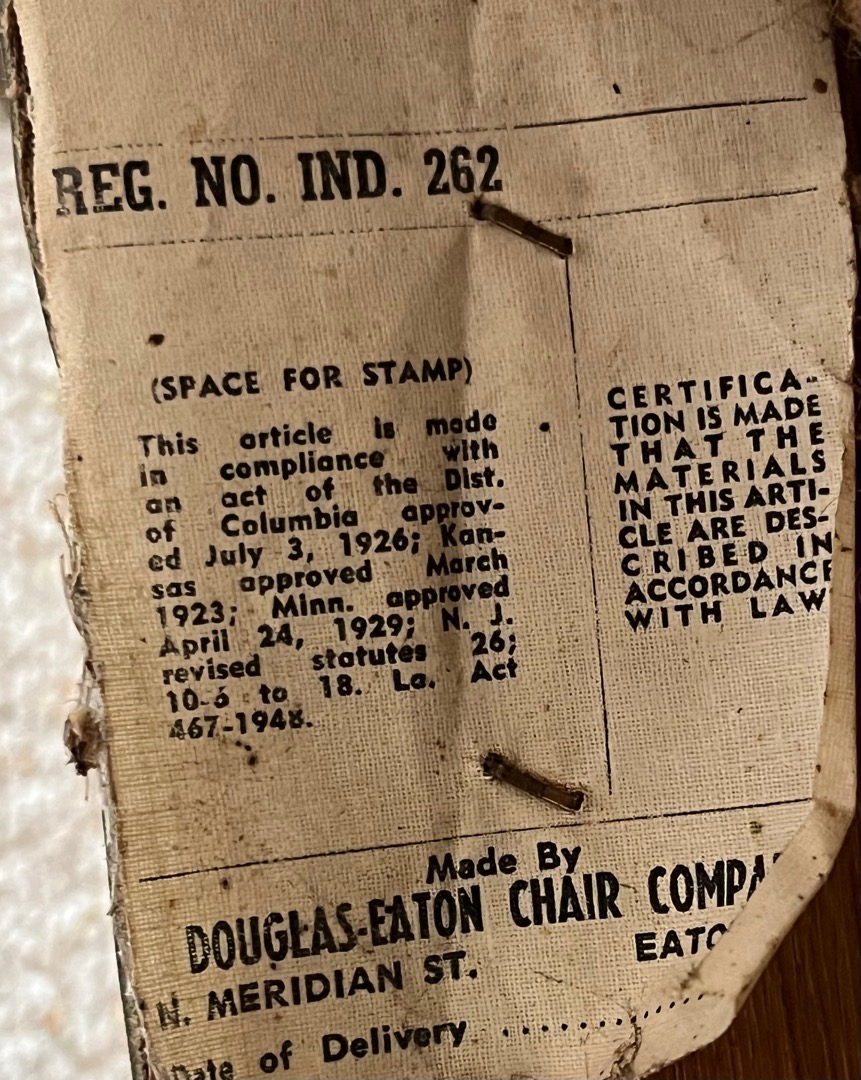 REG. NO. IND. 262
(SPACE FOR STAMP)
This article is made
in compliance with
an act of the Dist.
of Columbia approv-
ed July 3, 1926; Kan-
sas approved March
1923; Minn. approved
April 24, 1929; N. J.
revised statutes 26;
10-6 to 18. La. Act
467-1948.
CERTIFICA-
TION IS MADE
THAT THE
MATERIALS
IN THIS ARTI-
CLE ARE DES-
CRIBED IN
ACCORDANCE
WITH LAW
Made By
DOUGLAS-EATON CHAIR COMPA
EATO
N. MERIDIAN ST.
Date of Delivery ..............